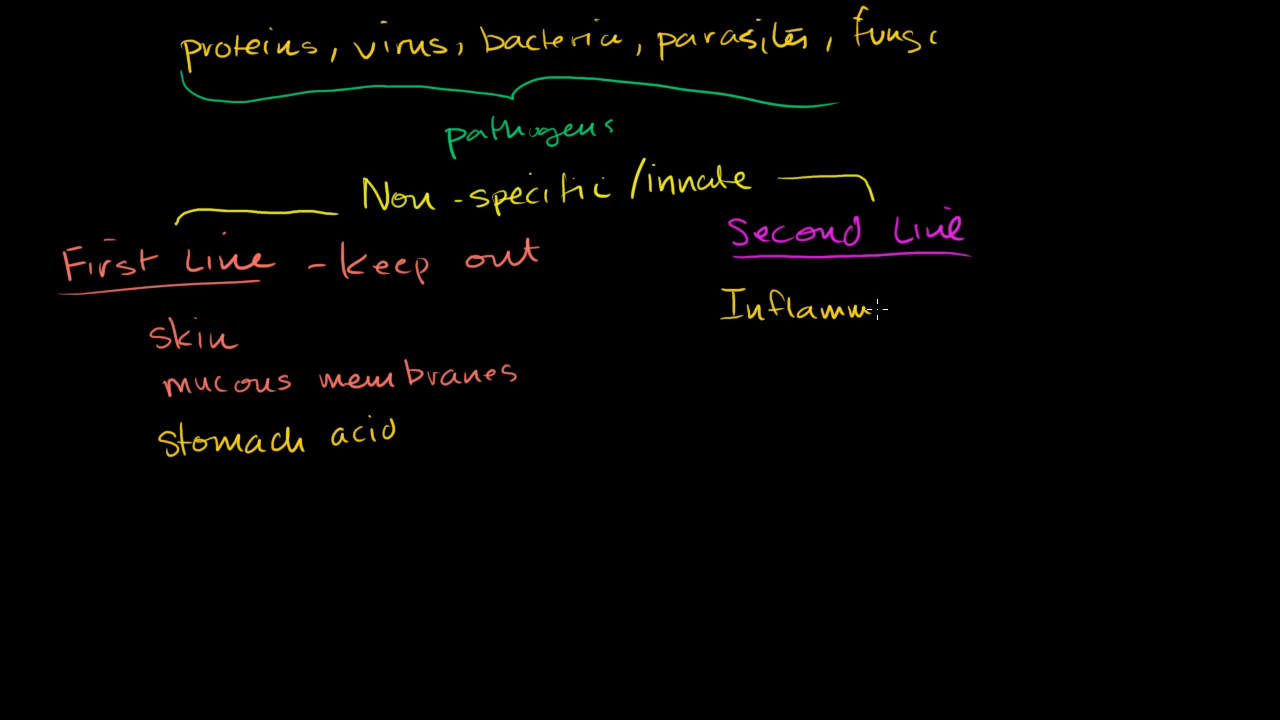 proteins, virus, bacteria, parasites, fungi
pathogens
Non-specific/innate
First Line - keep out
Second Line
Inflamm
skin
mucous membranes
stomach acid